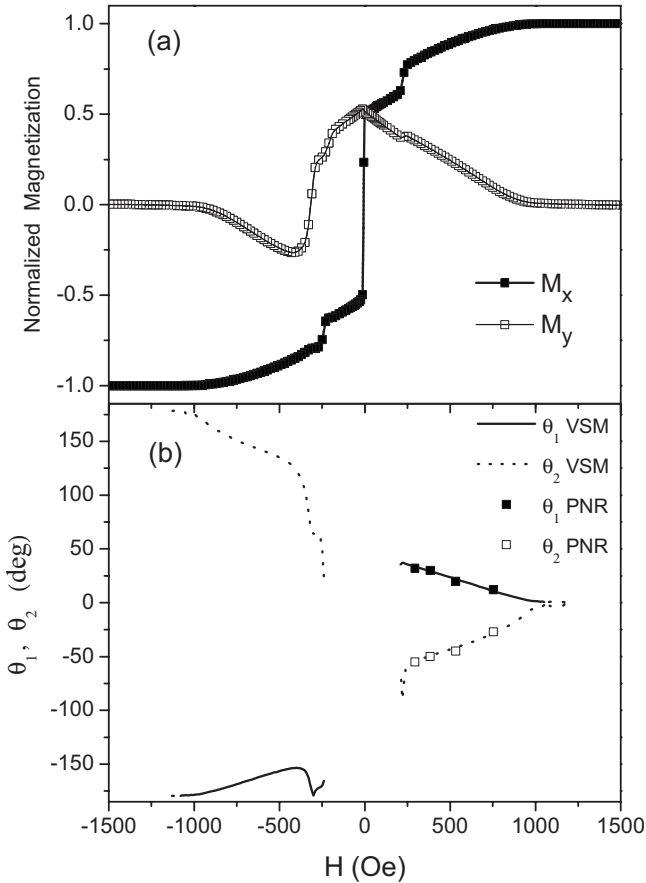 (a)
1.0
0.5
0.0
-0.5
-1.0
Normalized Magnetization
Mx
My
(b)
θ1 VSM
θ2 VSM
θ1 PNR
θ2 PNR
150
100
50
0
-50
-100
-150
θ1, θ2 (deg)
-1500 -1000 -500 0 500 1000 1500
H (Oe)